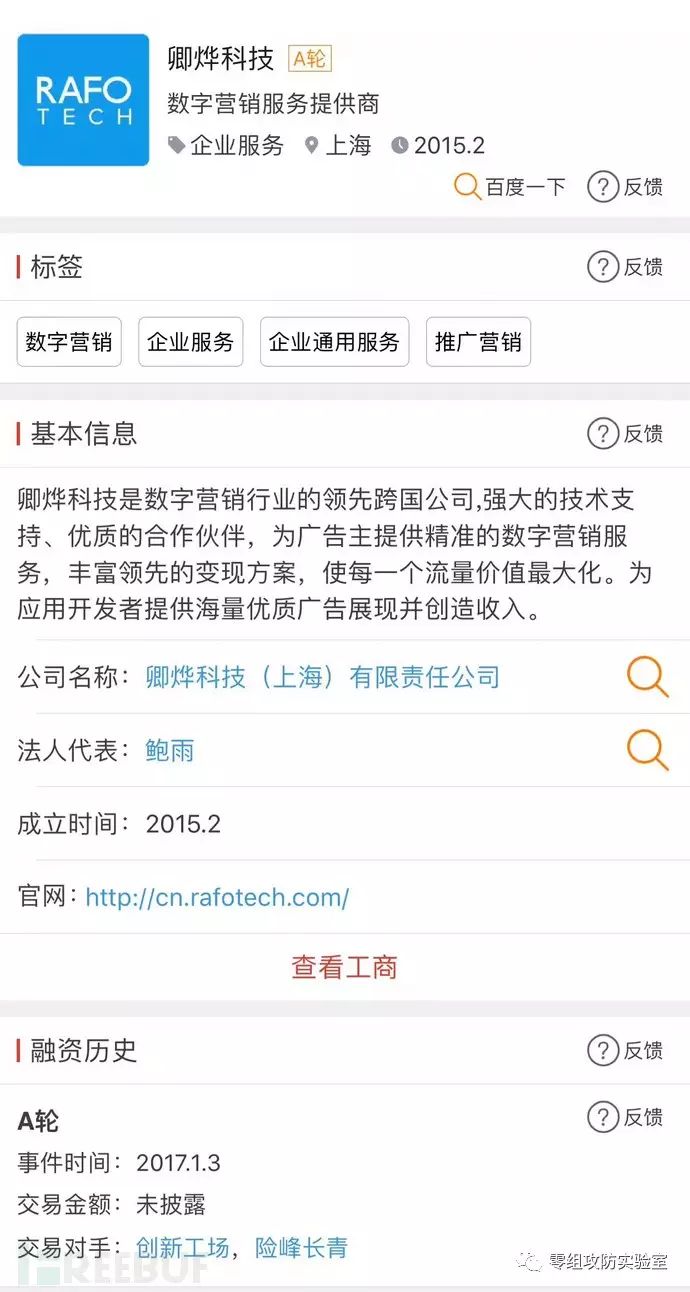 RAFO
TECH
卿烨科技 A轮
数字营销服务提供商
企业服务 上海 2015.2
百度一下 ? 反馈
标签 ? 反馈
数字营销 企业服务 企业通用服务 推广营销
基本信息 ? 反馈
卿烨科技是数字营销行业的领先跨国公司,强大的技术支
持、优质的合作伙伴，为广告主提供精准的数字营销服
务，丰富领先的变现方案，使每一个流量价值最大化。为
应用开发者提供海量优质广告展现并创造收入。
公司名称： 卿烨科技（上海）有限责任公司
法人代表： 鲍雨
成立时间： 2015.2
官网：http://cn.rafotech.com/
查看工商
融资历史 ? 反馈
A轮 ? 反馈
事件时间： 2017.1.3
交易金额： 未披露
交易对手： 创新工场，险峰长青
FREEBUF
零组攻防实验室